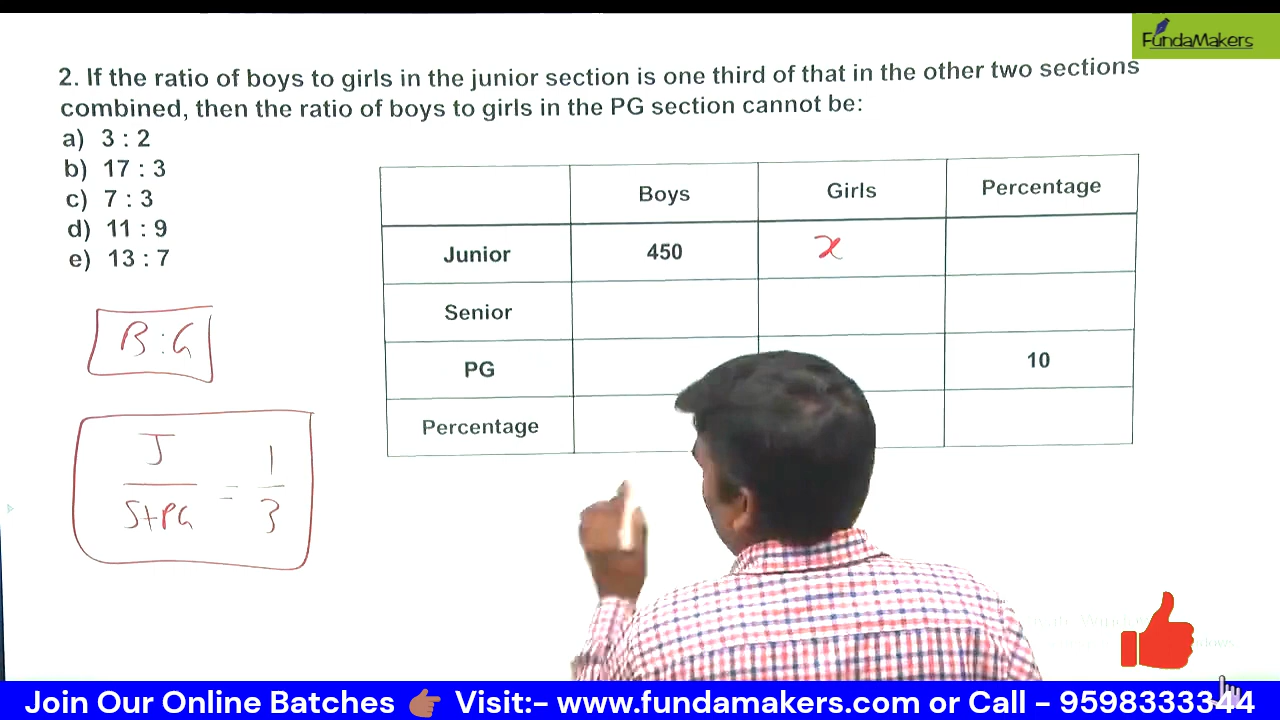 FundaMakers
2. If the ratio of boys to girls in the junior section is one third of that in the other two sections
combined, then the ratio of boys to girls in the PG section cannot be:
a) 3 : 2
b) 17 : 3
c) 7 : 3
d) 11 : 9
e) 13 : 7
Boys Girls Percentage
Junior 450 x
Senior
PG 10
Percentage
B : G
J
S+PG
=
1
3
Join Our Online Batches Visit:- www.fundamakers.com or Call – 9598333344